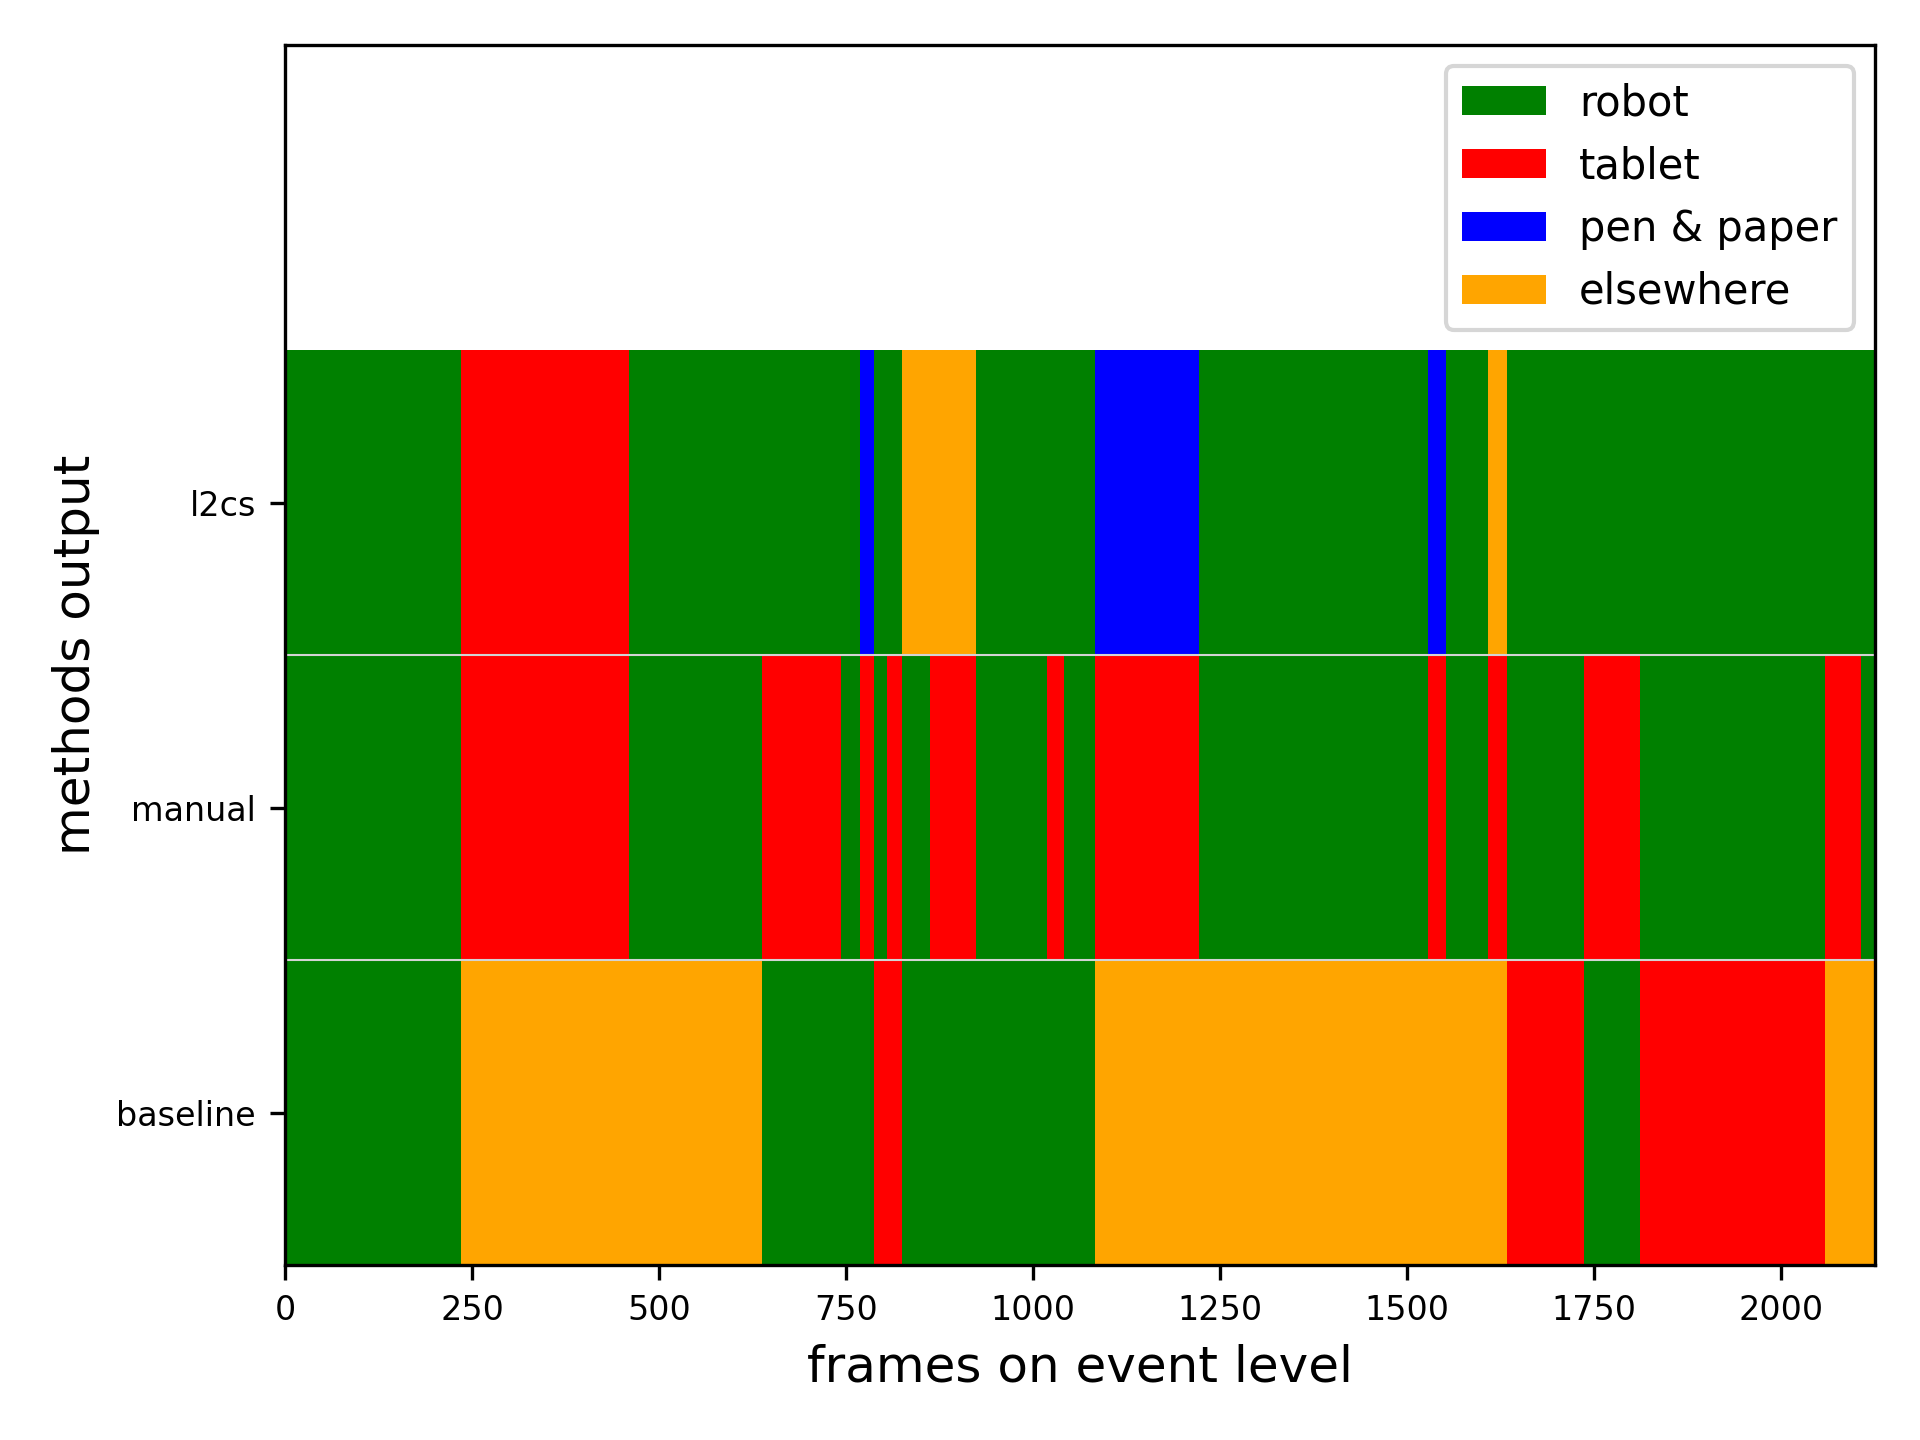 robot
tablet
pen & paper
elsewhere
methods output
l2cs
manual
baseline
0 250 500 750 1000 1250 1500 1750 2000
frames on event level